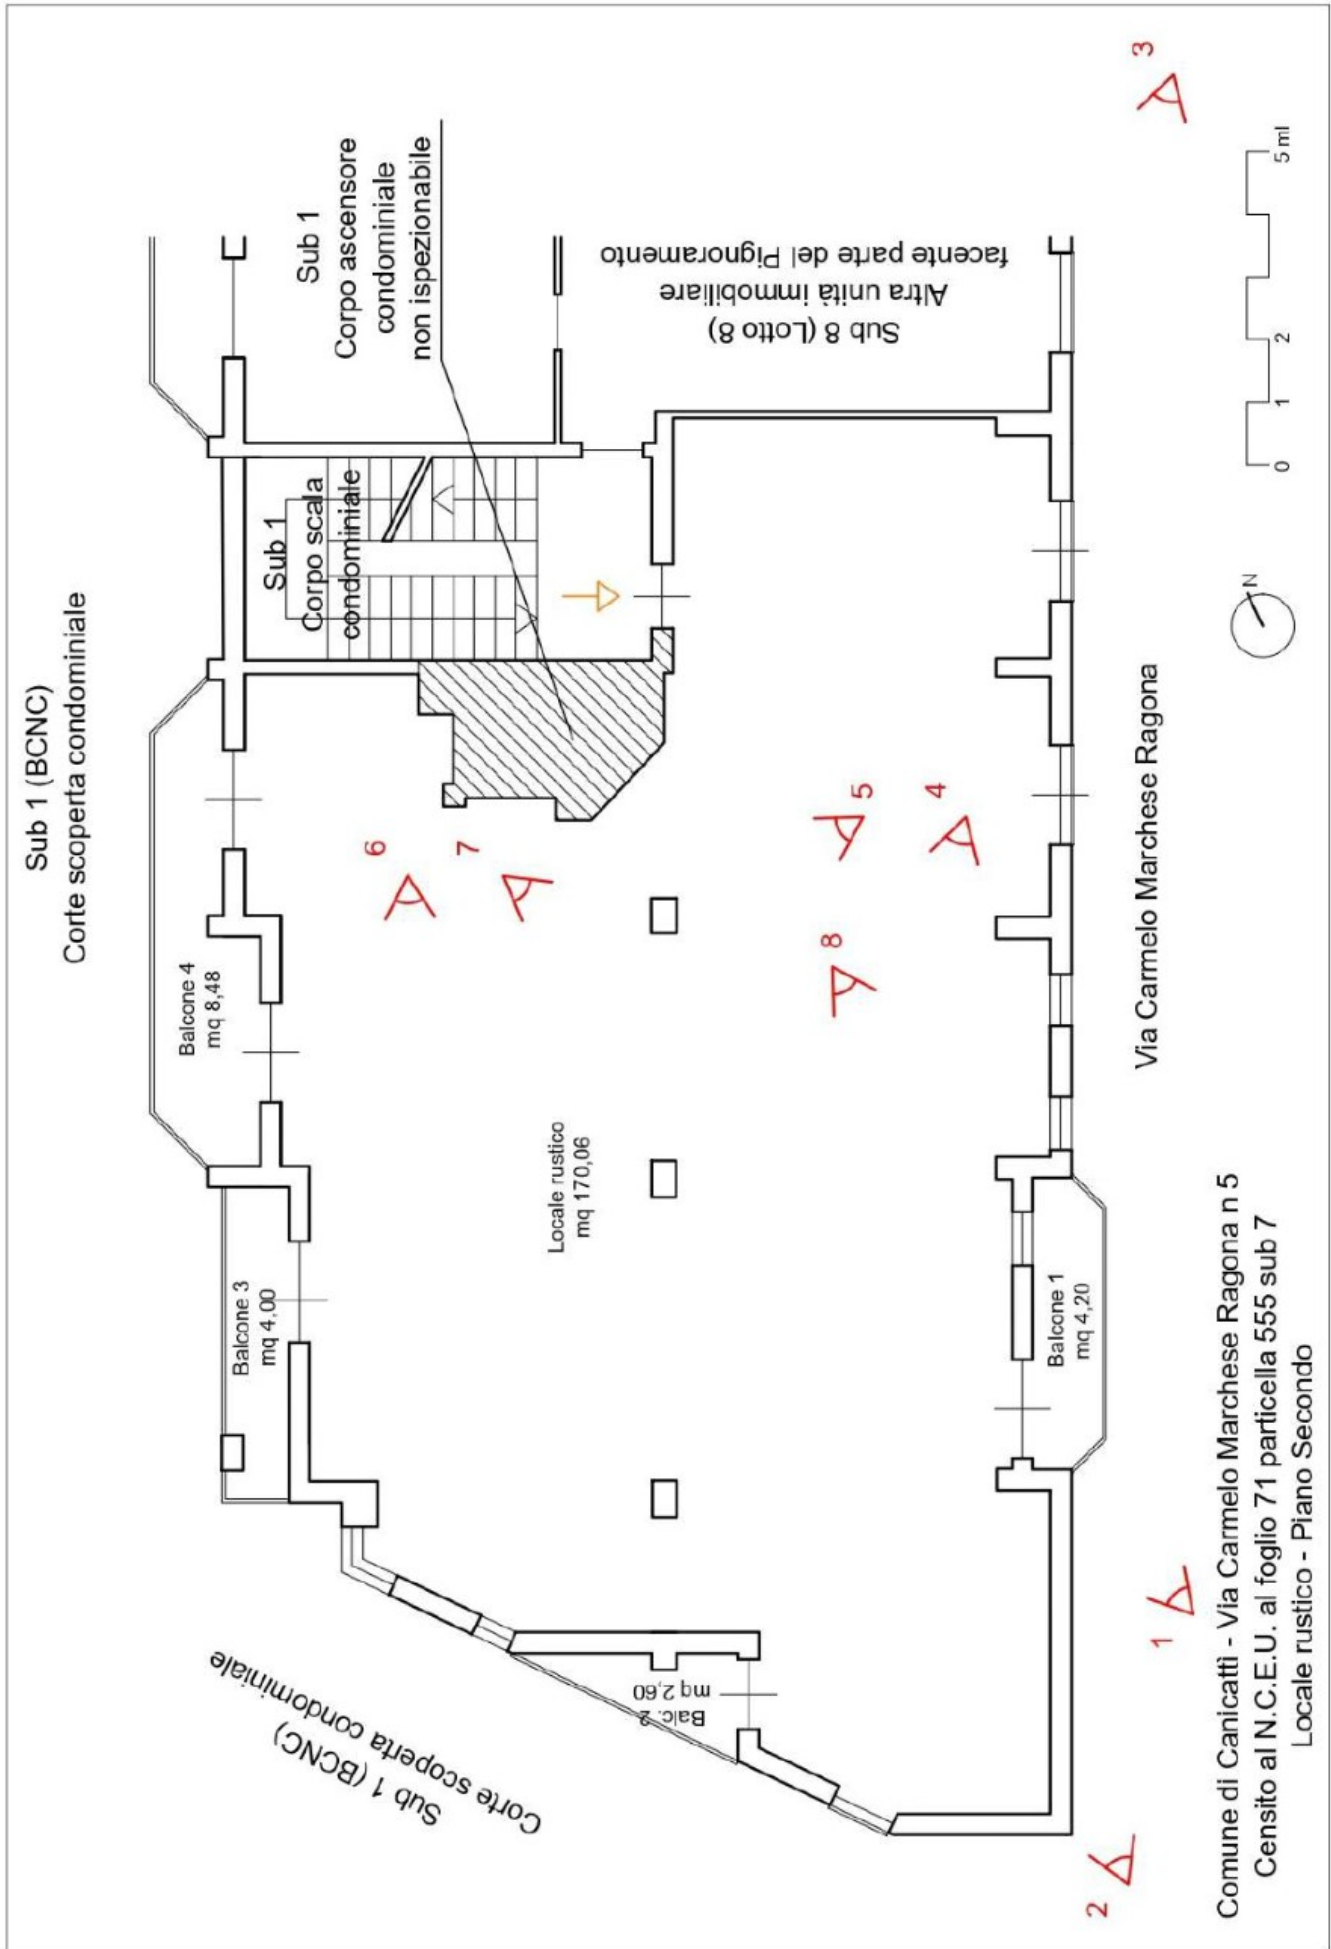 Sub 1 (BCNC)
Corte scoperta condominiale
Sub 1 (BCNC)
Corte scoperta condominiale
Balcone 3
mq 4,00
Balcone 4
mq 8,48
Sub 1
Corpo scala
condominiale
Sub 1
Corpo ascensore
condominiale
non ispezionabile
6
7
Balc. 2
mq 2,60
Locale rustico
mq 170,06
8
5
4
Sub 8 (Lotto 8)
Altra unità immobiliare
facente parte del Pignoramento
Balcone 1
mq 4,20
2
1
3
Via Carmelo Marchese Ragona
N
0
1
2
5 ml
Comune di Canicattì - Via Carmelo Marchese Ragona n 5
Censito al N.C.E.U. al foglio 71 particella 555 sub 7
Locale rustico - Piano Secondo